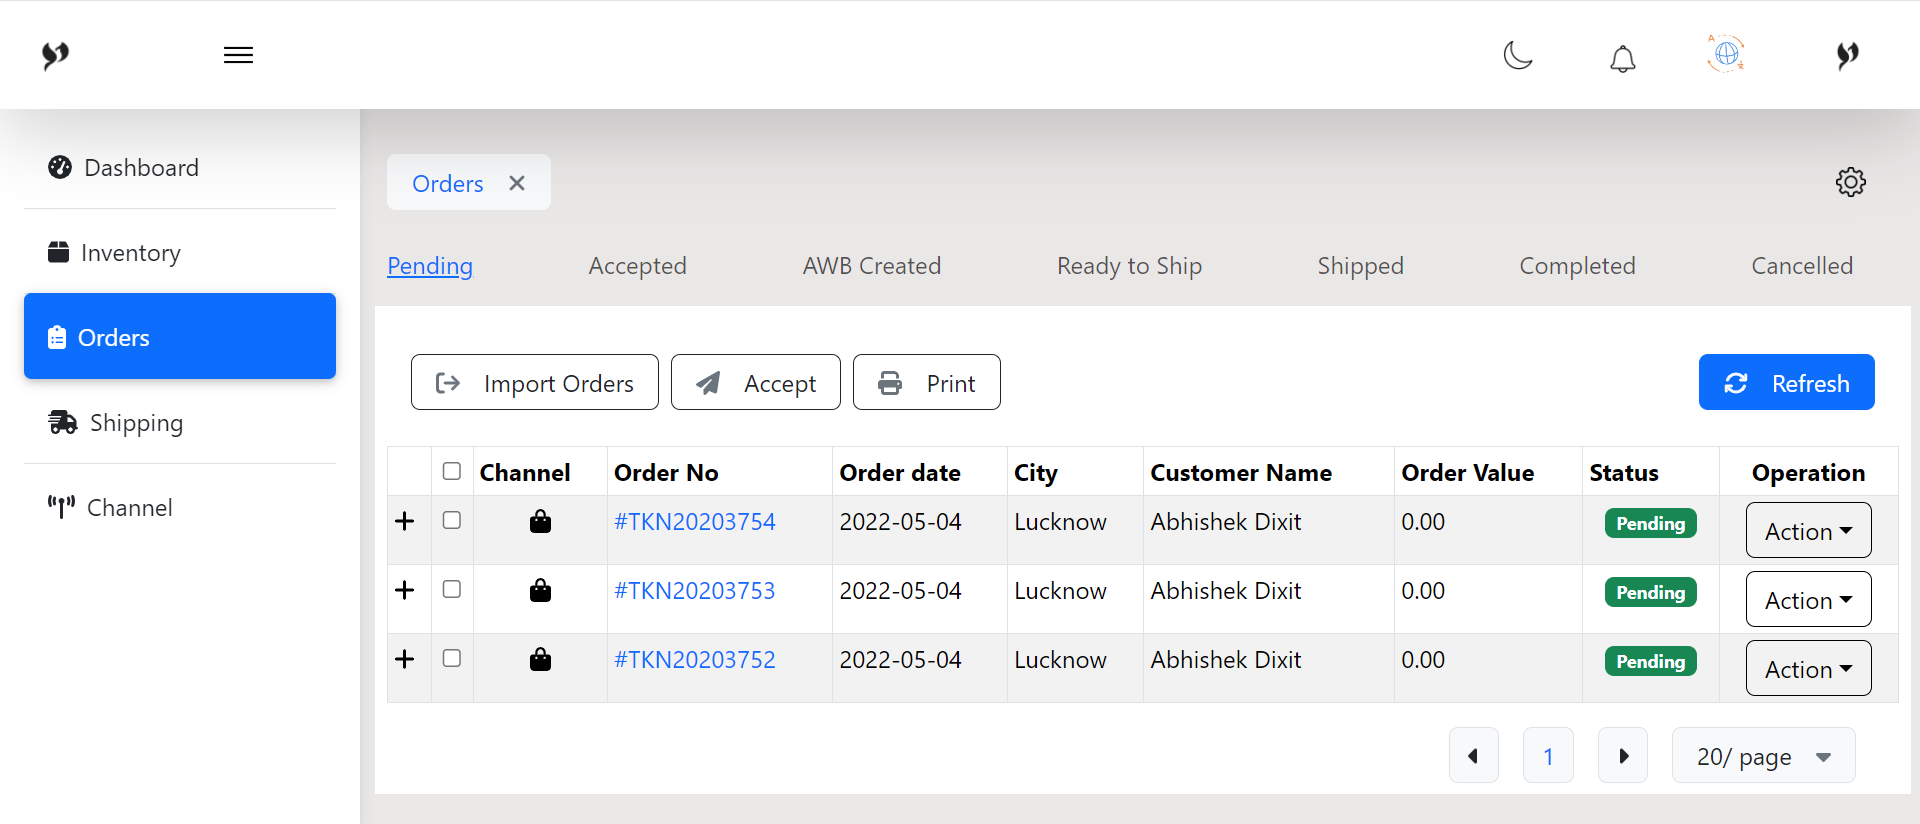 Dashboard
Inventory
Orders
Shipping
Channel
Orders
Pending Accepted AWB Created Ready to Ship Shipped Completed Cancelled
Import Orders Accept Print Refresh
Channel Order No Order date City Customer Name Order Value Status Operation
#TKN20203754 2022-05-04 Lucknow Abhishek Dixit 0.00 Pending Action
#TKN20203753 2022-05-04 Lucknow Abhishek Dixit 0.00 Pending Action
#TKN20203752 2022-05-04 Lucknow Abhishek Dixit 0.00 Pending Action
1 20/ page